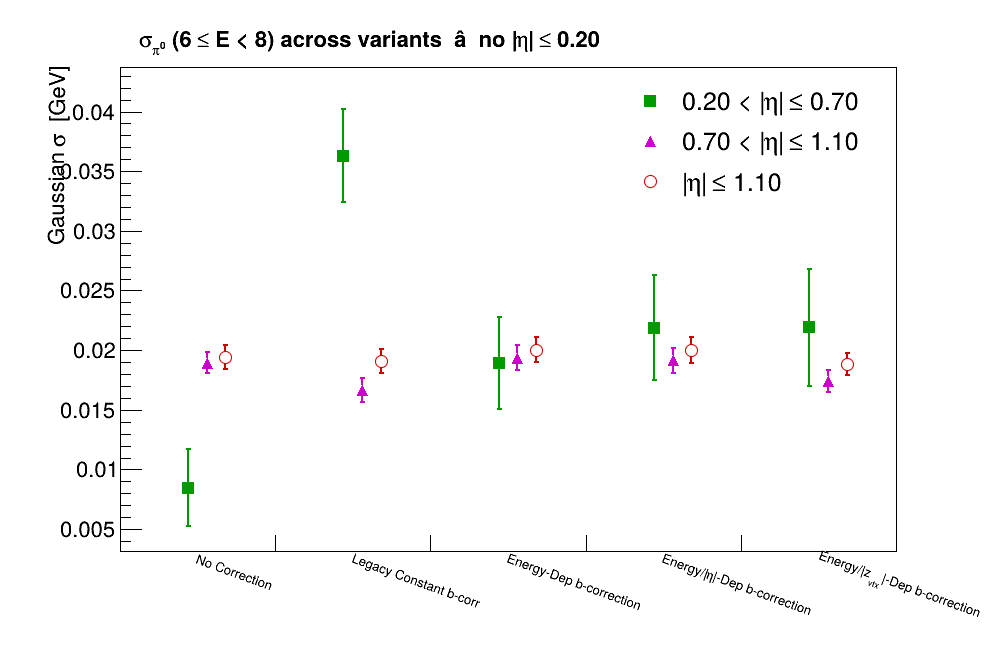 σπ⁰ (6 ≤ E < 8) across variants â no |η| ≤ 0.20
Gaussian σ [GeV]
0.04
0.035
0.03
0.025
0.02
0.015
0.01
0.005
0.20 < |η| ≤ 0.70
0.70 < |η| ≤ 1.10
|η| ≤ 1.10
No Correction
Legacy Constant b-corr
Energy-Dep b-correction
Energy/|η|-Dep b-correction
Energy/|z_vtx|-Dep b-correction